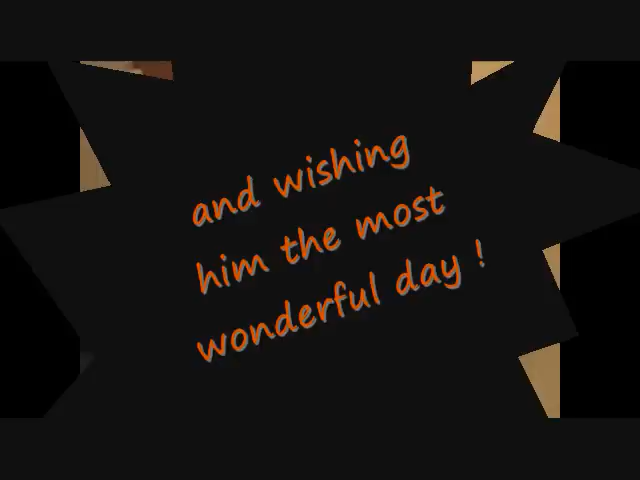 and wishing
him the most
wonderful day !